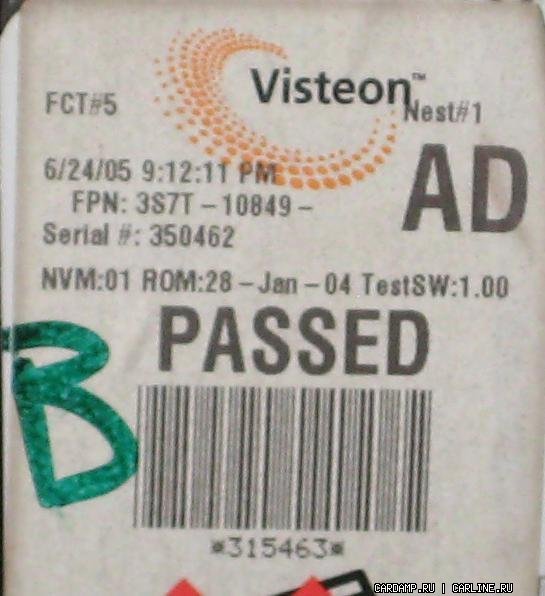 Visteon™
FCT#5
Nest#1
6/24/05 9:12:11 PM
FPN: 3S7T-10849-
AD
Serial #: 350462
NVM:01 ROM:28-Jan-04 TestSW:1.00
PASSED
B
*315463*
CARDAMP.RU | CARLINE.RU